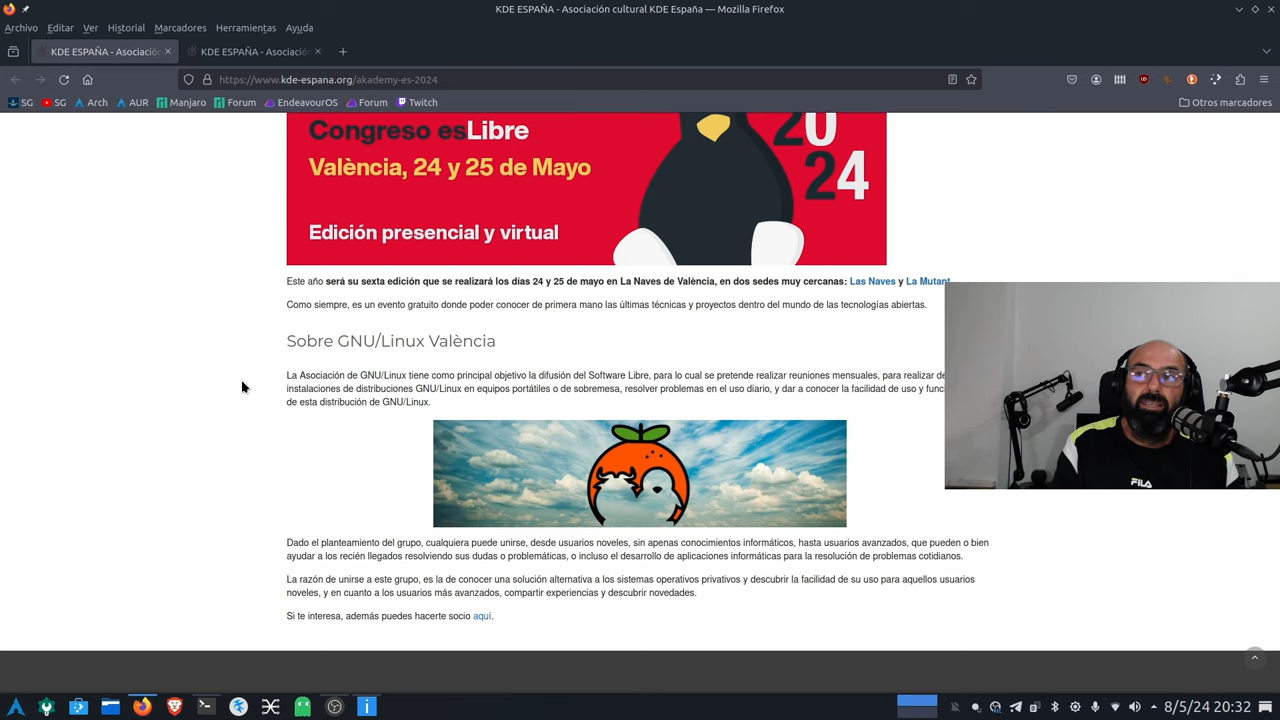 KDE ESPAÑA - Asociación cultural KDE España — Mozilla Firefox
Archivo Editar Ver Historial Marcadores Herramientas Ayuda
KDE ESPAÑA - Asociació
KDE ESPAÑA - Asociación
https://www.kde-espana.org/akademy-es-2024
SG SG Arch AUR Manjaro Forum EndeavourOS Forum Twitch Otros marcadores
Congreso esLibre
València, 24 y 25 de Mayo
Edición presencial y virtual
20
24
Este año será su sexta edición que se realizará los días 24 y 25 de mayo en La Naves de València, en dos sedes muy cercanas: Las Naves y La Mutant.
Como siempre, es un evento gratuito donde poder conocer de primera mano las últimas técnicas y proyectos dentro del mundo de las tecnologías abiertas.
Sobre GNU/Linux València
La Asociación de GNU/Linux tiene como principal objetivo la difusión del Software Libre, para lo cual se pretende realizar reuniones mensuales, para realizar de
instalaciones de distribuciones GNU/Linux en equipos portátiles o de sobremesa, resolver problemas en el uso diario, y dar a conocer la facilidad de uso y func
de esta distribución de GNU/Linux.
Dado el planteamiento del grupo, cualquiera puede unirse, desde usuarios noveles, sin apenas conocimientos informáticos, hasta usuarios avanzados, que pueden o bien
ayudar a los recién llegados resolviendo sus dudas o problemáticas, o incluso el desarrollo de aplicaciones informáticas para la resolución de problemas cotidianos.
La razón de unirse a este grupo, es la de conocer una solución alternativa a los sistemas operativos privativos y descubrir la facilidad de su uso para aquellos usuarios
noveles, y en cuanto a los usuarios más avanzados, compartir experiencias y descubrir novedades.
Si te interesa, además puedes hacerte socio aquí.
FILA
8/5/24 20:32